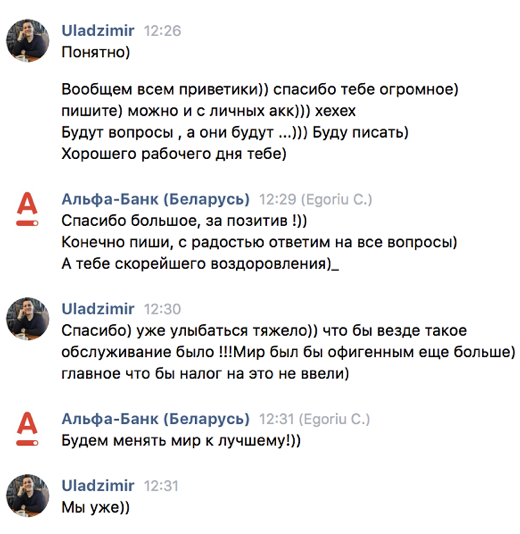 Uladzimir 12:26
Понятно)
Вообщем всем приветики)) спасибо тебе огромное)
пишите) можно и с личных акк))) хехех
Будут вопросы , а они будут ...))) Буду писать)
Хорошего рабочего дня тебе)
Альфа-Банк (Беларусь) 12:29 (Egoriu C.)
Спасибо большое, за позитив !))
Конечно пиши, с радостью ответим на все вопросы)
А тебе скорейшего воздоровления)_
Uladzimir 12:30
Спасибо) уже улыбаться тяжело)) что бы везде такое
обслуживание было !!!Мир был бы офигенным еще больше)
главное что бы налог на это не ввели)
Альфа-Банк (Беларусь) 12:31 (Egoriu C.)
Будем менять мир к лучшему!))
Uladzimir 12:31
Мы уже))